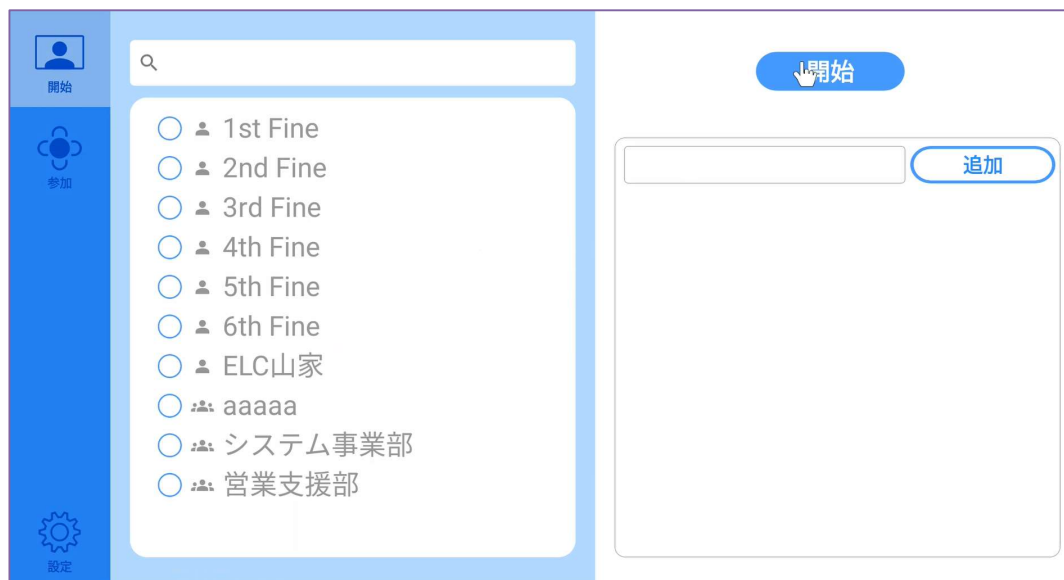 開始
参加
設定
1st Fine
2nd Fine
3rd Fine
4th Fine
5th Fine
6th Fine
ELC山家
aaaaa
システム事業部
営業支援部
開始
追加